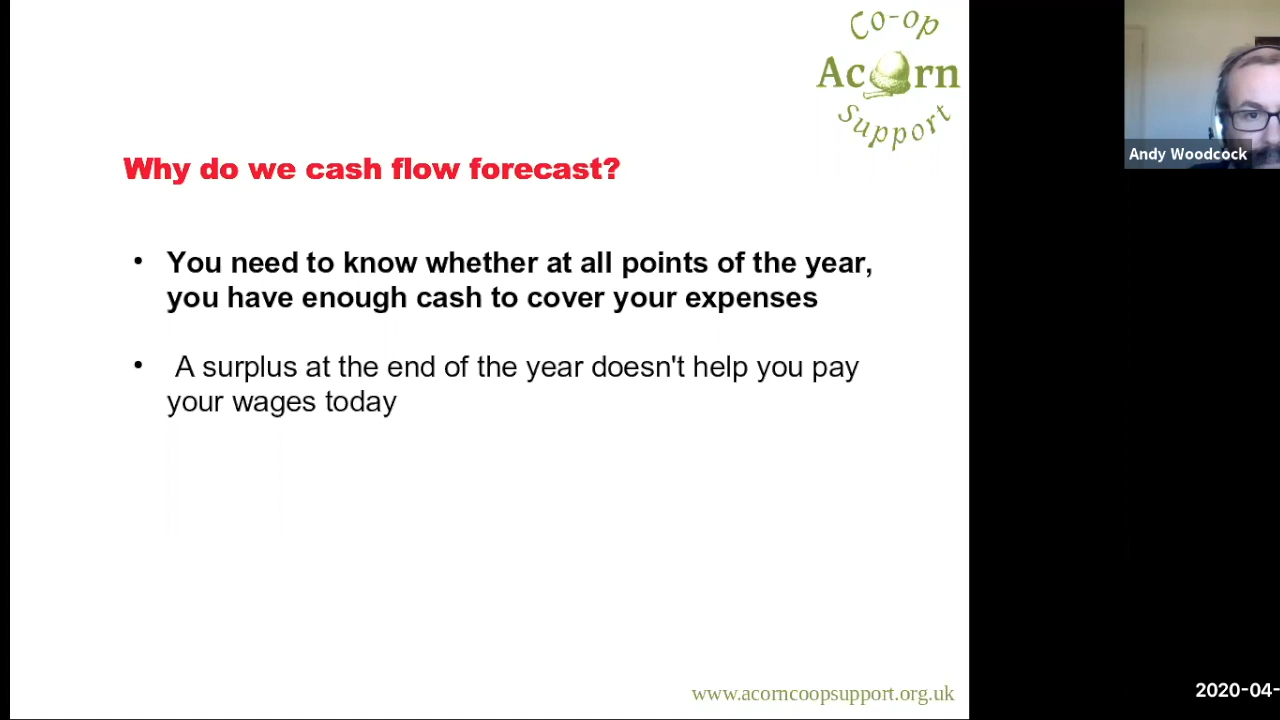 Co-op
Acorn
Support
Andy Woodcock
Why do we cash flow forecast?
• You need to know whether at all points of the year,
you have enough cash to cover your expenses
• A surplus at the end of the year doesn't help you pay
your wages today
www.acorncoopsupport.org.uk
2020-04-